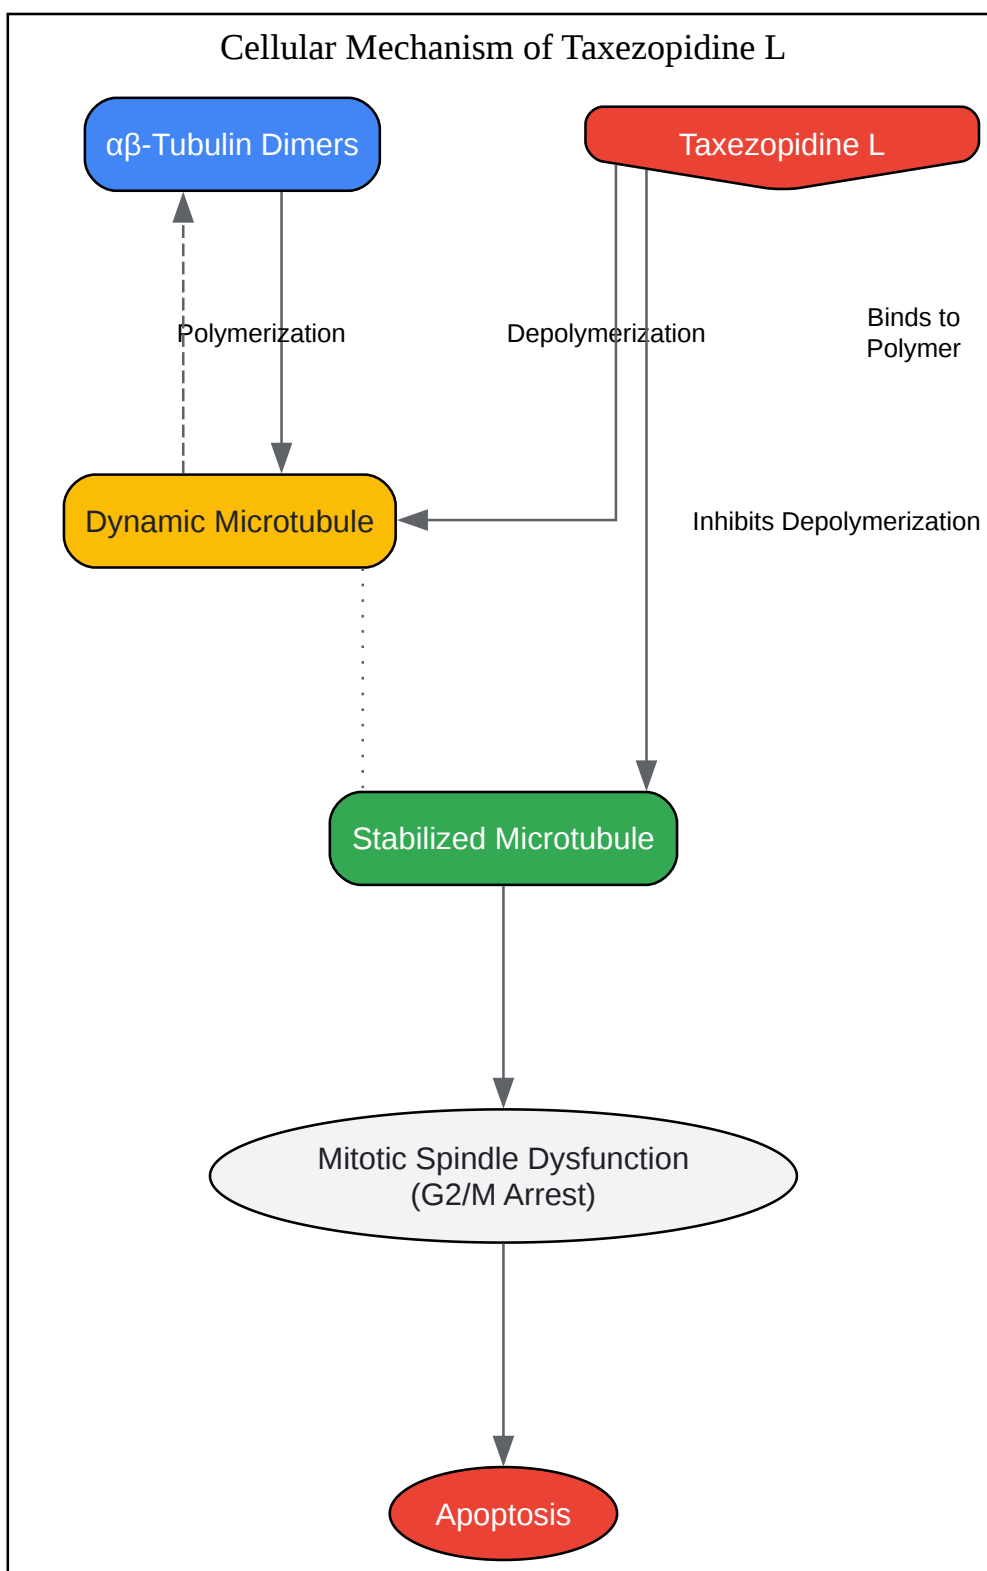 Cellular Mechanism of Taxezopidine L
αβ-Tubulin Dimers
Taxezopidine L
Polymerization
Depolymerization
Binds to
Polymer
Dynamic Microtubule
Inhibits Depolymerization
Stabilized Microtubule
Mitotic Spindle Dysfunction
(G2/M Arrest)
Apoptosis